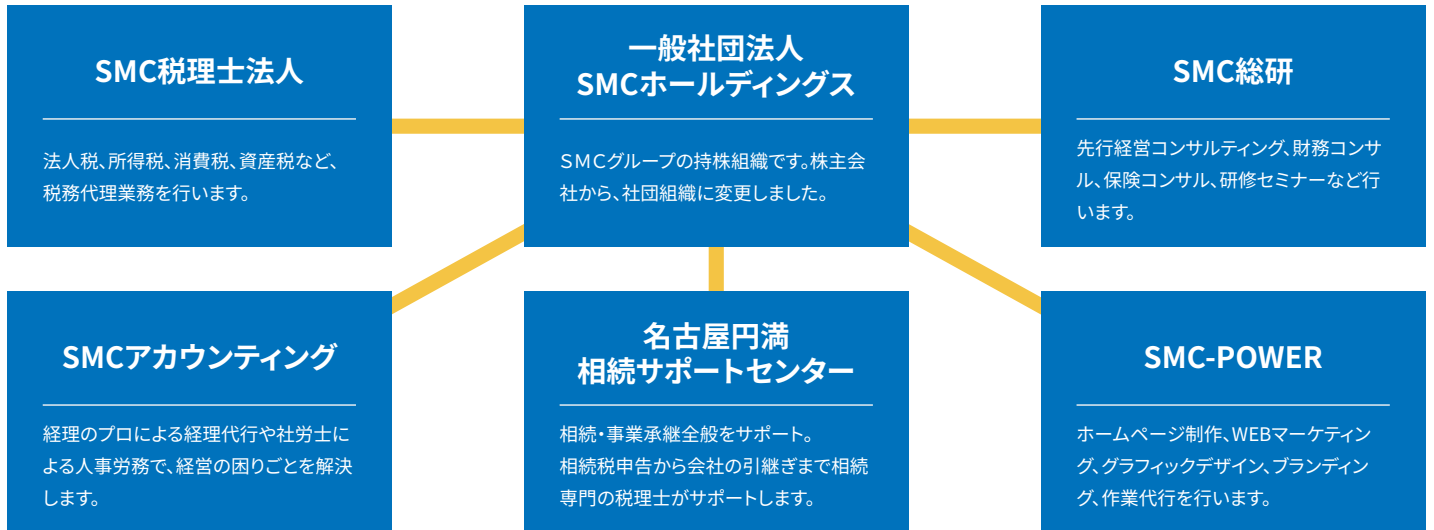 SMC税理士法人
法人税、所得税、消費税、資産税など、
税務代理業務を行います。
一般社団法人
SMCホールディングス
ＳＭＣグループの持株組織です。株主会
社から、社団組織に変更しました。
SMC総研
先行経営コンサルティング、財務コンサ
ル、保険コンサル、研修セミナーなど行
います。
SMCアカウンティング
経理のプロによる経理代行や社労士に
よる人事労務で、経営の困りごとを解決
します。
名古屋円満
相続サポートセンター
相続・事業承継全般をサポート。
相続税申告から会社の引継ぎまで相続
専門の税理士がサポートします。
SMC-POWER
ホームページ制作、WEBマーケティン
グ、グラフィックデザイン、ブランディン
グ、作業代行を行います。